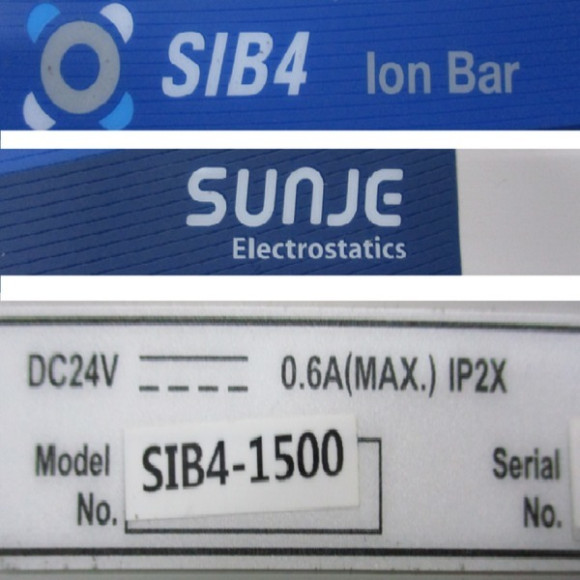 SIB4 Ion Bar
SUNJE
Electrostatics
DC24V 0.6A(MAX.) IP2X
Model SIB4-1500 Serial
No. No.